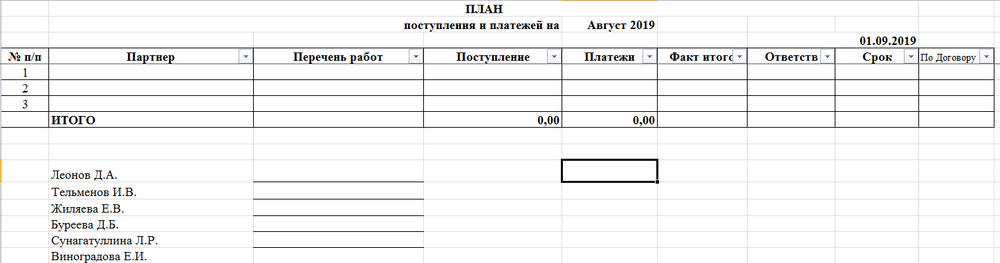 ПЛАН
поступления и платежей на Август 2019
01.09.2019
№ п/п Партнер Перечень работ Поступление Платежи Факт итого Ответств Срок По Договору
1
2
3
ИТОГО 0,00 0,00
Леонов Д.А.
Тельменов И.В.
Жиляева Е.В.
Буреева Д.Б.
Сунагатуллина Л.Р.
Виноградова Е.И.